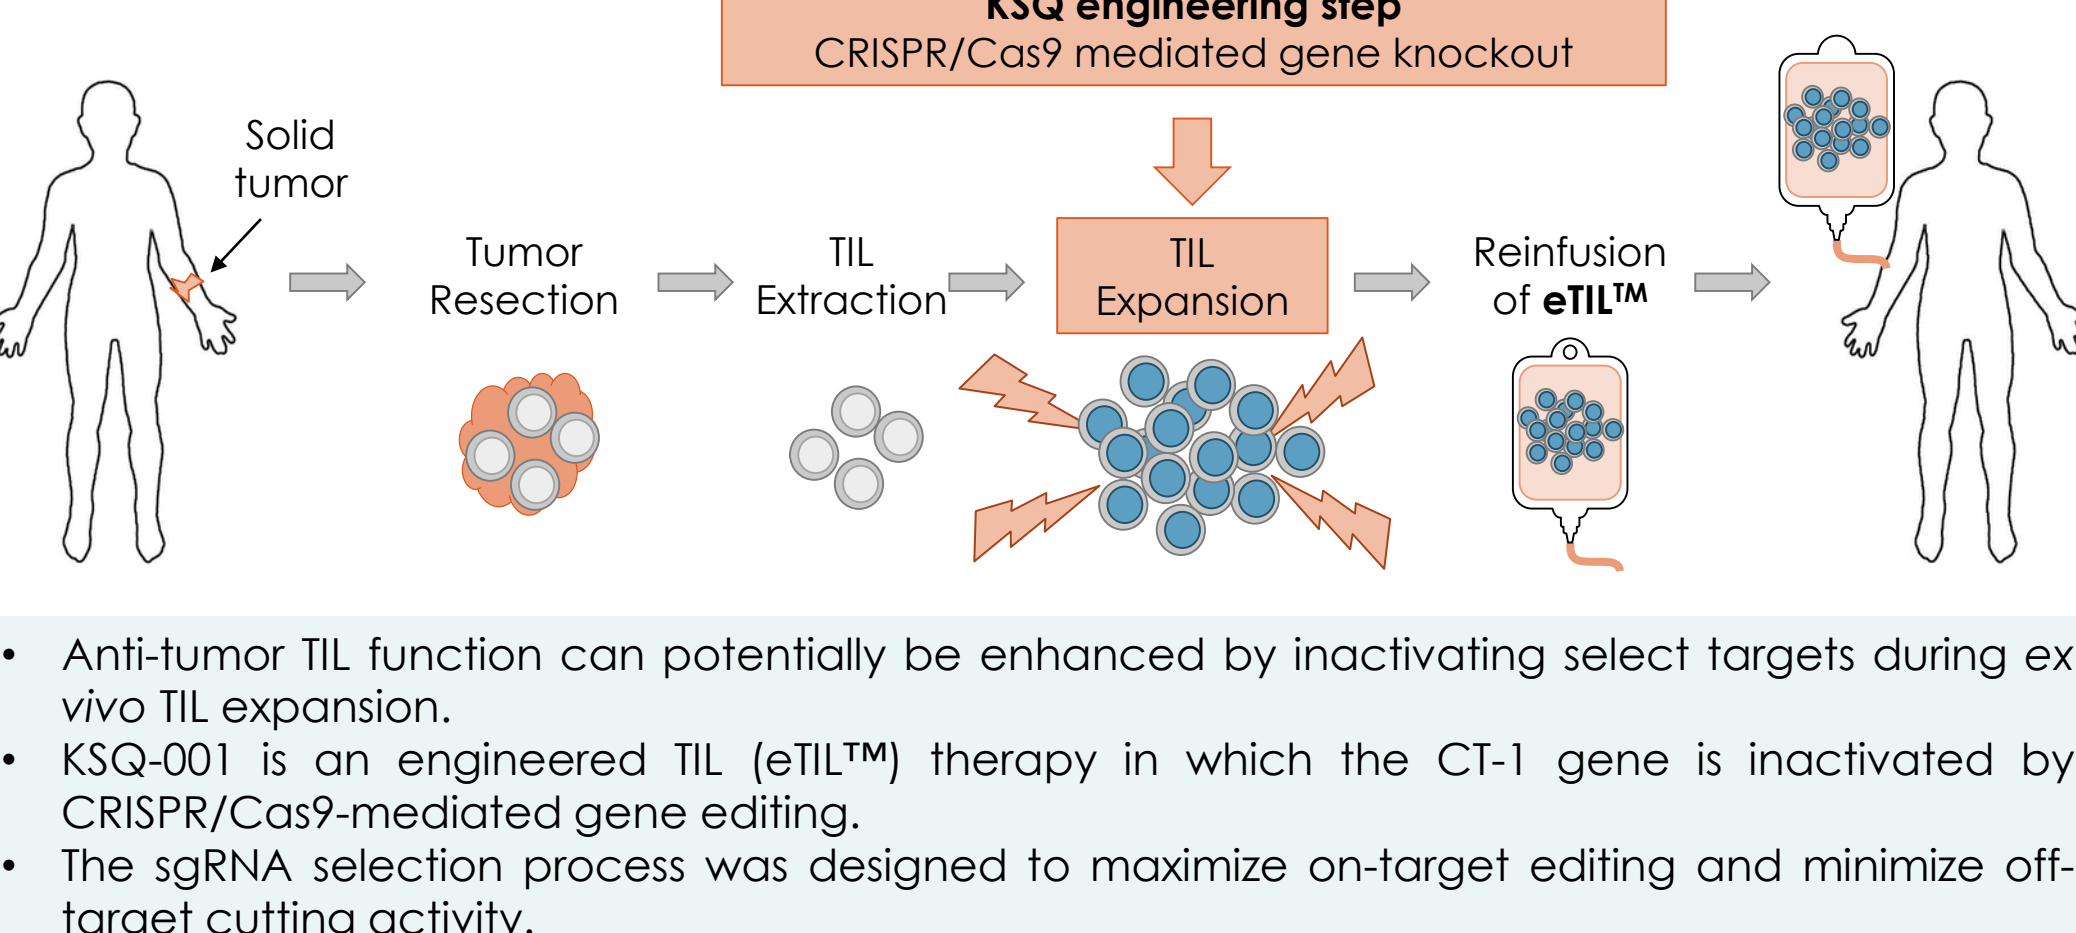 KSQ engineering step
CRISPR/Cas9 mediated gene knockout
Solid
tumor
Tumor
Resection
TIL
Extraction
TIL
Expansion
Reinfusion
of eTIL™
• Anti-tumor TIL function can potentially be enhanced by inactivating select targets during ex
vivo TIL expansion.
• KSQ-001 is an engineered TIL (eTIL™) therapy in which the CT-1 gene is inactivated by
CRISPR/Cas9-mediated gene editing.
• The sgRNA selection process was designed to maximize on-target editing and minimize off-
target cutting activity.